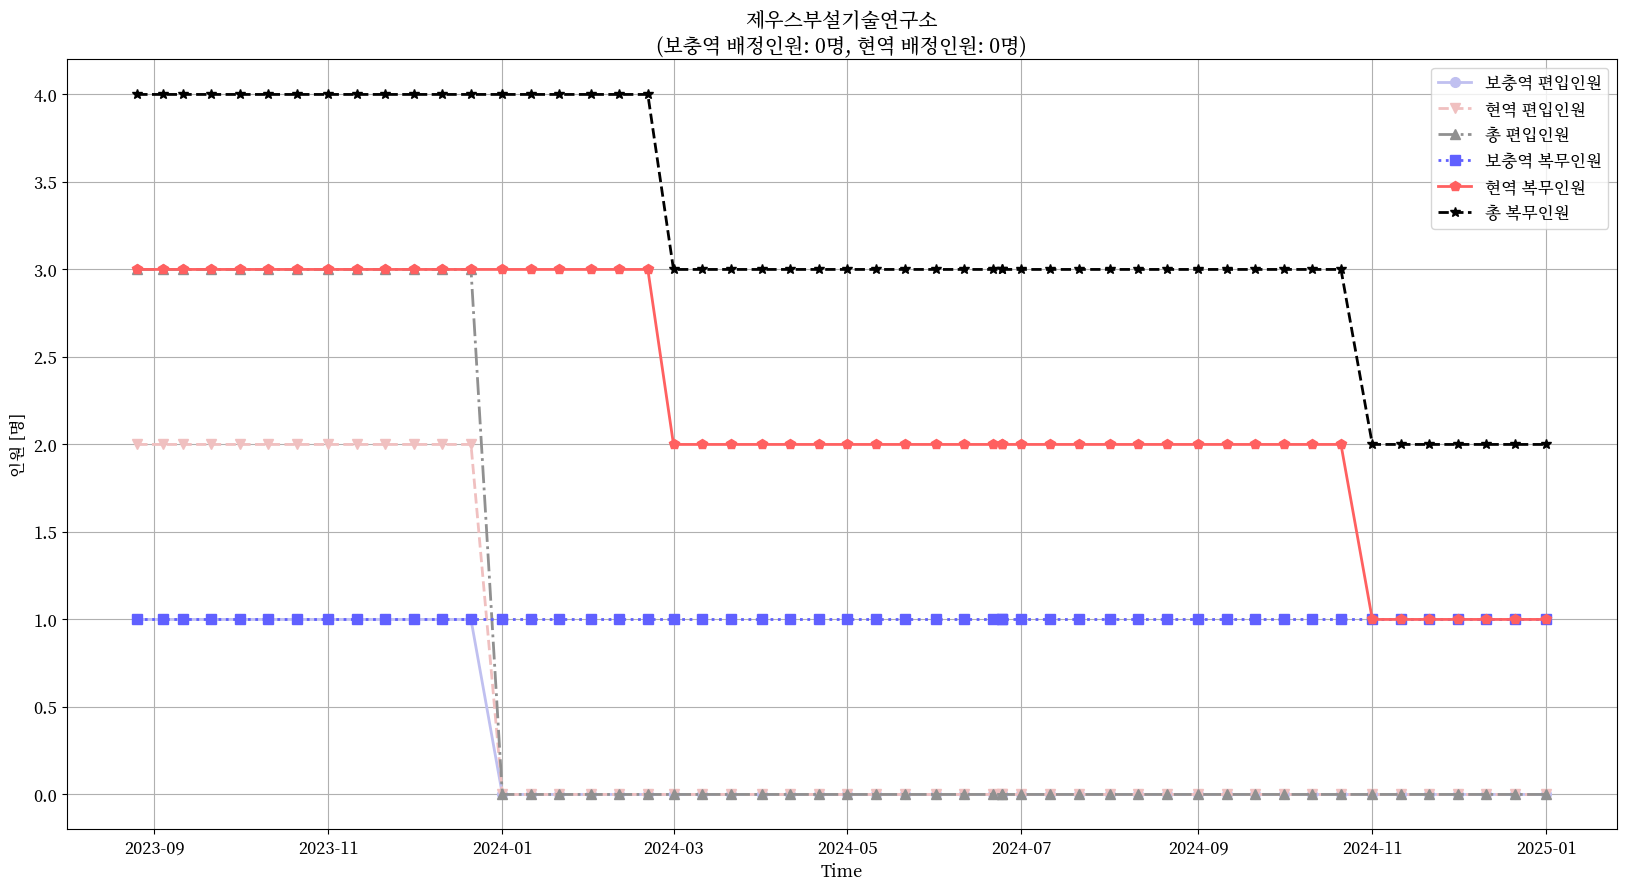 제우스부설기술연구소
(보충역 배정인원: 0명, 현역 배정인원: 0명)
보충역 편입인원
현역 편입인원
총 편입인원
보충역 복무인원
현역 복무인원
총 복무인원
인원 [명]
4.0
3.5
3.0
2.5
2.0
1.5
1.0
0.5
0.0
2023-09 2023-11 2024-01 2024-03 2024-05 2024-07 2024-09 2024-11 2025-01
Time